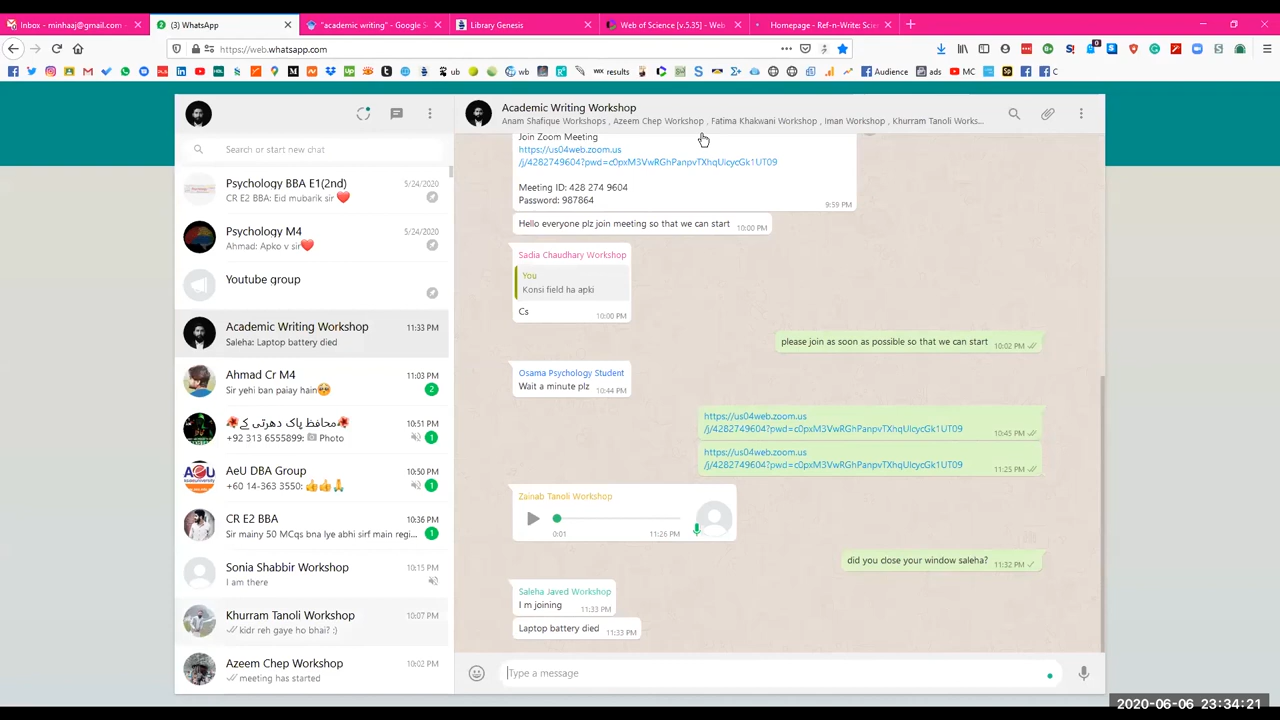 Inbox - minhaaj@gmail.com
(3) WhatsApp
"academic writing" - Google S
Library Genesis
Web of Science [v.5.35] - Web
Homepage - Ref-n-Write: Scie
https://web.whatsapp.com
ub
wb
results
Audience
ads
MC
C
Search or start new chat
Psychology BBA E1(2nd)
5/24/2020
CR E2 BBA: Eid mubarik sir❤️
Psychology M4
5/24/2020
Ahmad: Apko v sir❤️
Youtube group
Academic Writing Workshop
11:33 PM
Saleha: Laptop battery died
Ahmad Cr M4
11:03 PM
Sir yehi ban paiay hain
2
محافظ پاک دھرتی کے
10:51 PM
+92 313 6555899: Photo
1
AeU DBA Group
10:50 PM
+60 14-363 3550: 👍👍🙏
1
CR E2 BBA
10:36 PM
Sir mainy 50 MCqs bna lye abhi sirf main regi...
1
Sonia Shabbir Workshop
10:15 PM
I am there
Khurram Tanoli Workshop
10:07 PM
kidr reh gaye ho bhai? :)
Azeem Chep Workshop
10:02 PM
meeting has started
Academic Writing Workshop
Anam Shafique Workshops , Azeem Chep Workshop , Fatima Khakwani Workshop , Iman Workshop , Khurram Tanoli Works...
Join Zoom Meeting
https://us04web.zoom.us
/j/4282749604?pwd=c0pxM3VwRGhPanpvTXhqUlcycGk1UT09
Meeting ID: 428 274 9604
Password: 987864
9:59 PM
Hello everyone plz join meeting so that we can start
10:00 PM
Sadia Chaudhary Workshop
You
Konsi field ha apki
Cs
10:00 PM
please join as soon as possible so that we can start
10:02 PM
Osama Psychology Student
Wait a minute plz
10:44 PM
https://us04web.zoom.us
/j/4282749604?pwd=c0pxM3VwRGhPanpvTXhqUlcycGk1UT09
10:45 PM
https://us04web.zoom.us
/j/4282749604?pwd=c0pxM3VwRGhPanpvTXhqUlcycGk1UT09
11:25 PM
Zainab Tanoli Workshop
0:01
11:26 PM
did you close your window saleha?
11:32 PM
Saleha Javed Workshop
I m joining
11:33 PM
Laptop battery died
11:33 PM
Type a message
2020-06-06 23:34:21